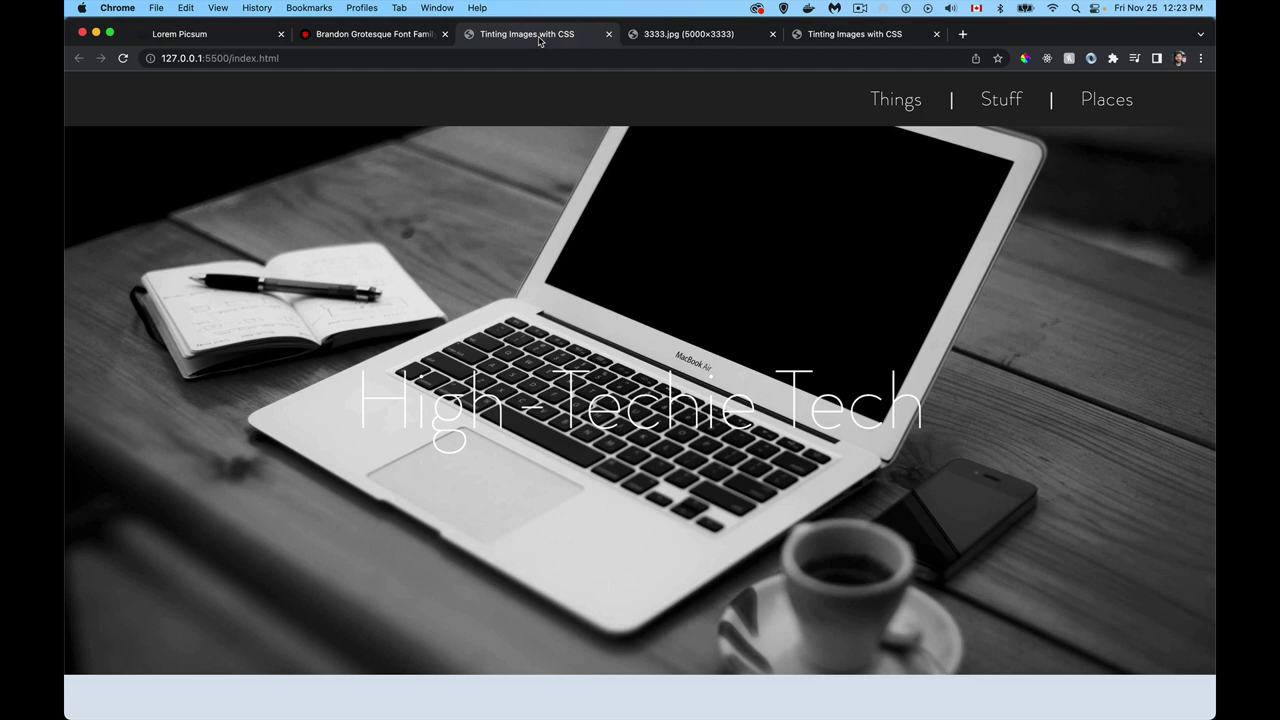 Chrome File Edit View History Bookmarks Profiles Tab Window Help Fri Nov 25 12:23 PM
Lorem Picsum Brandon Grotesque Font Famil Tinting Images with CSS 3333.jpg (5000×3333) Tinting Images with CSS
127.0.0.1:5500/index.html
Things | Stuff | Places
MacBook Air
High - Techie Tech